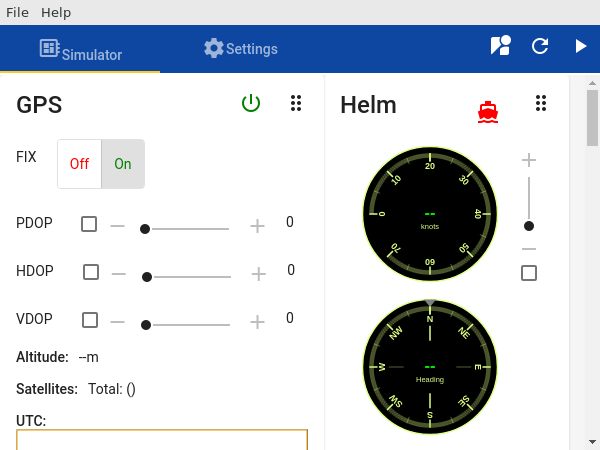 File Help
Simulator Settings
GPS
FIX Off On
PDOP 0
HDOP 0
VDOP 0
Altitude: --m
Satellites: Total: ()
UTC:
Helm
0 10 20 30 40 50 60 70
--
knots
N NE E SE S SW W NW
--
Heading